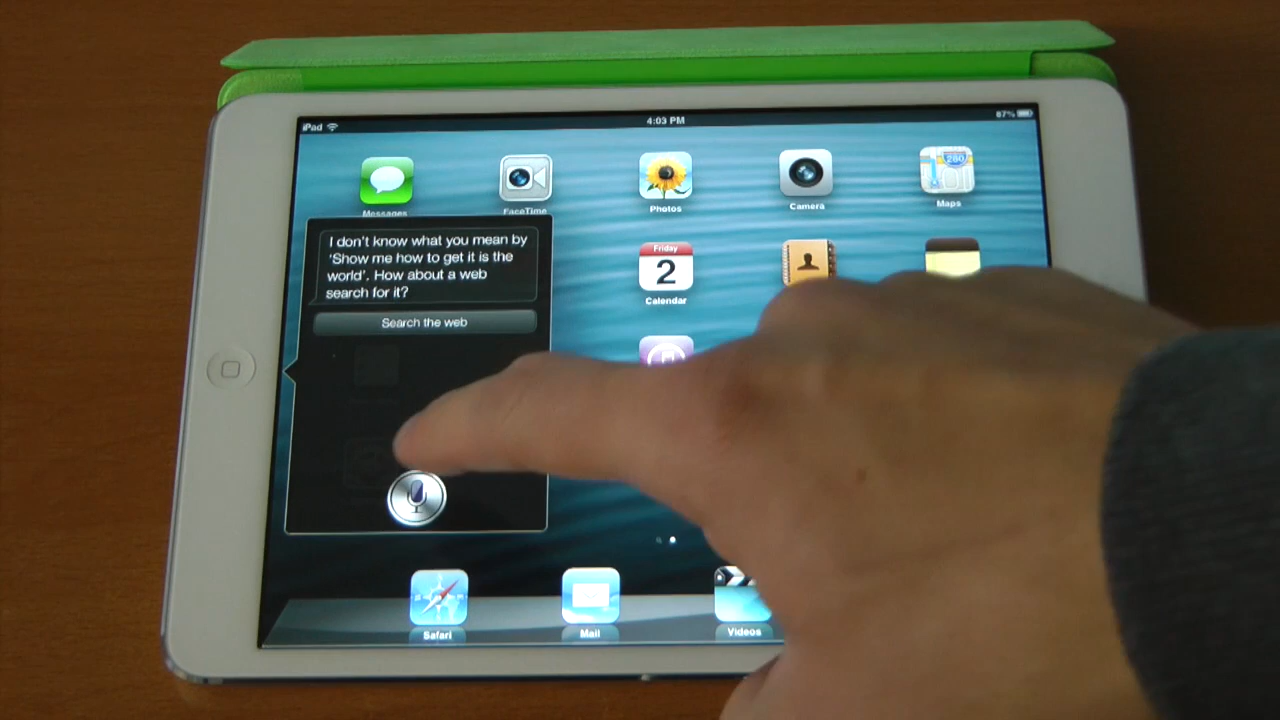 iPad
4:03 PM
87%
Messages
FaceTime
Photos
Camera
Maps
280
I don't know what you mean by
'Show me how to get it is the
world'. How about a web
search for it?
Search the web
Friday
2
Calendar
Safari
Mail
Videos